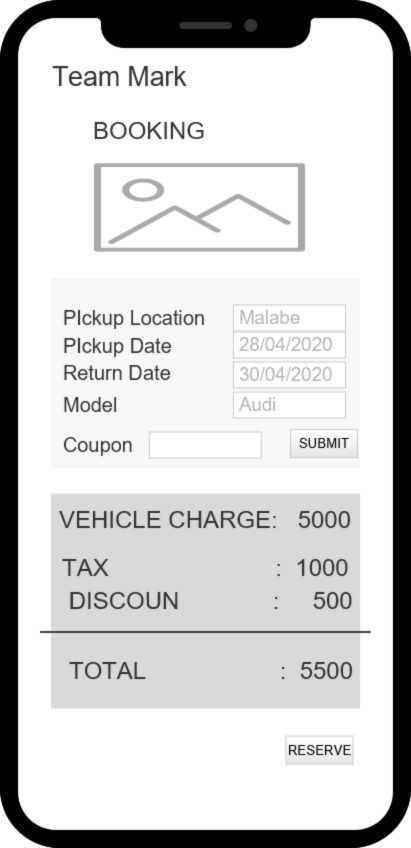 Team Mark
BOOKING
PIckup Location Malabe
PIckup Date 28/04/2020
Return Date 30/04/2020
Model Audi
Coupon SUBMIT
VEHICLE CHARGE: 5000
TAX : 1000
DISCOUN : 500
TOTAL : 5500
RESERVE